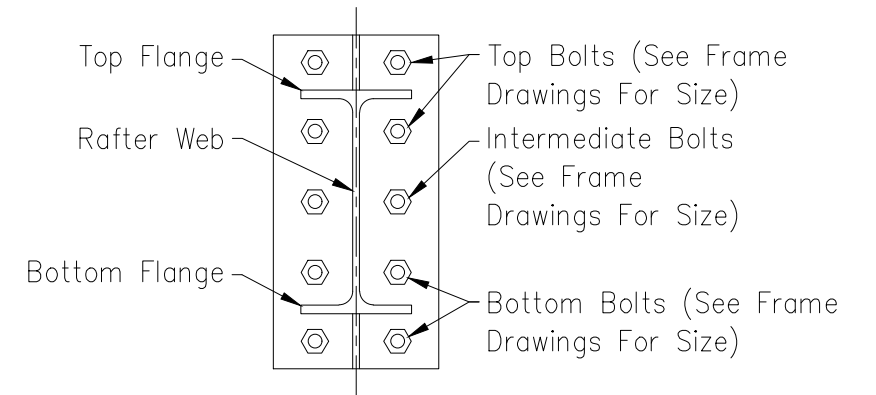 Top Flange
Rafter Web
Bottom Flange
Top Bolts (See Frame
Drawings For Size)
Intermediate Bolts
(See Frame
Drawings For Size)
Bottom Bolts (See Frame
Drawings For Size)